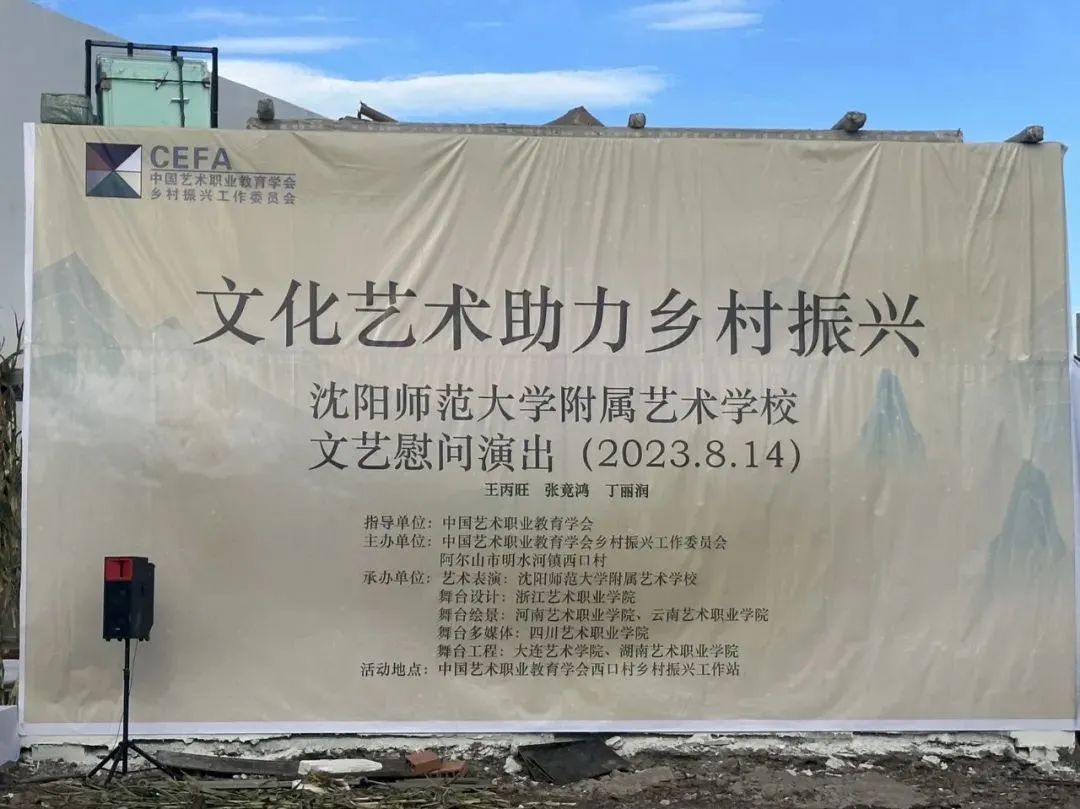 CEFA
中国艺术职业教育学会
乡村振兴工作委员会
文化艺术助力乡村振兴
沈阳师范大学附属艺术学校
文艺慰问演出（2023.8.14）
王丙旺 张竟鸿 丁丽润
指导单位：中国艺术职业教育学会
主办单位：中国艺术职业教育学会乡村振兴工作委员会
阿尔山市明水河镇西口村
承办单位：艺术表演：沈阳师范大学附属艺术学校
舞台设计：浙江艺术职业学院
舞台绘景：河南艺术职业学院、云南艺术职业学院
舞台多媒体：四川艺术职业学院
舞台工程：大连艺术学院、湖南艺术职业学院
活动地点：中国艺术职业教育学会西口村乡村振兴工作站